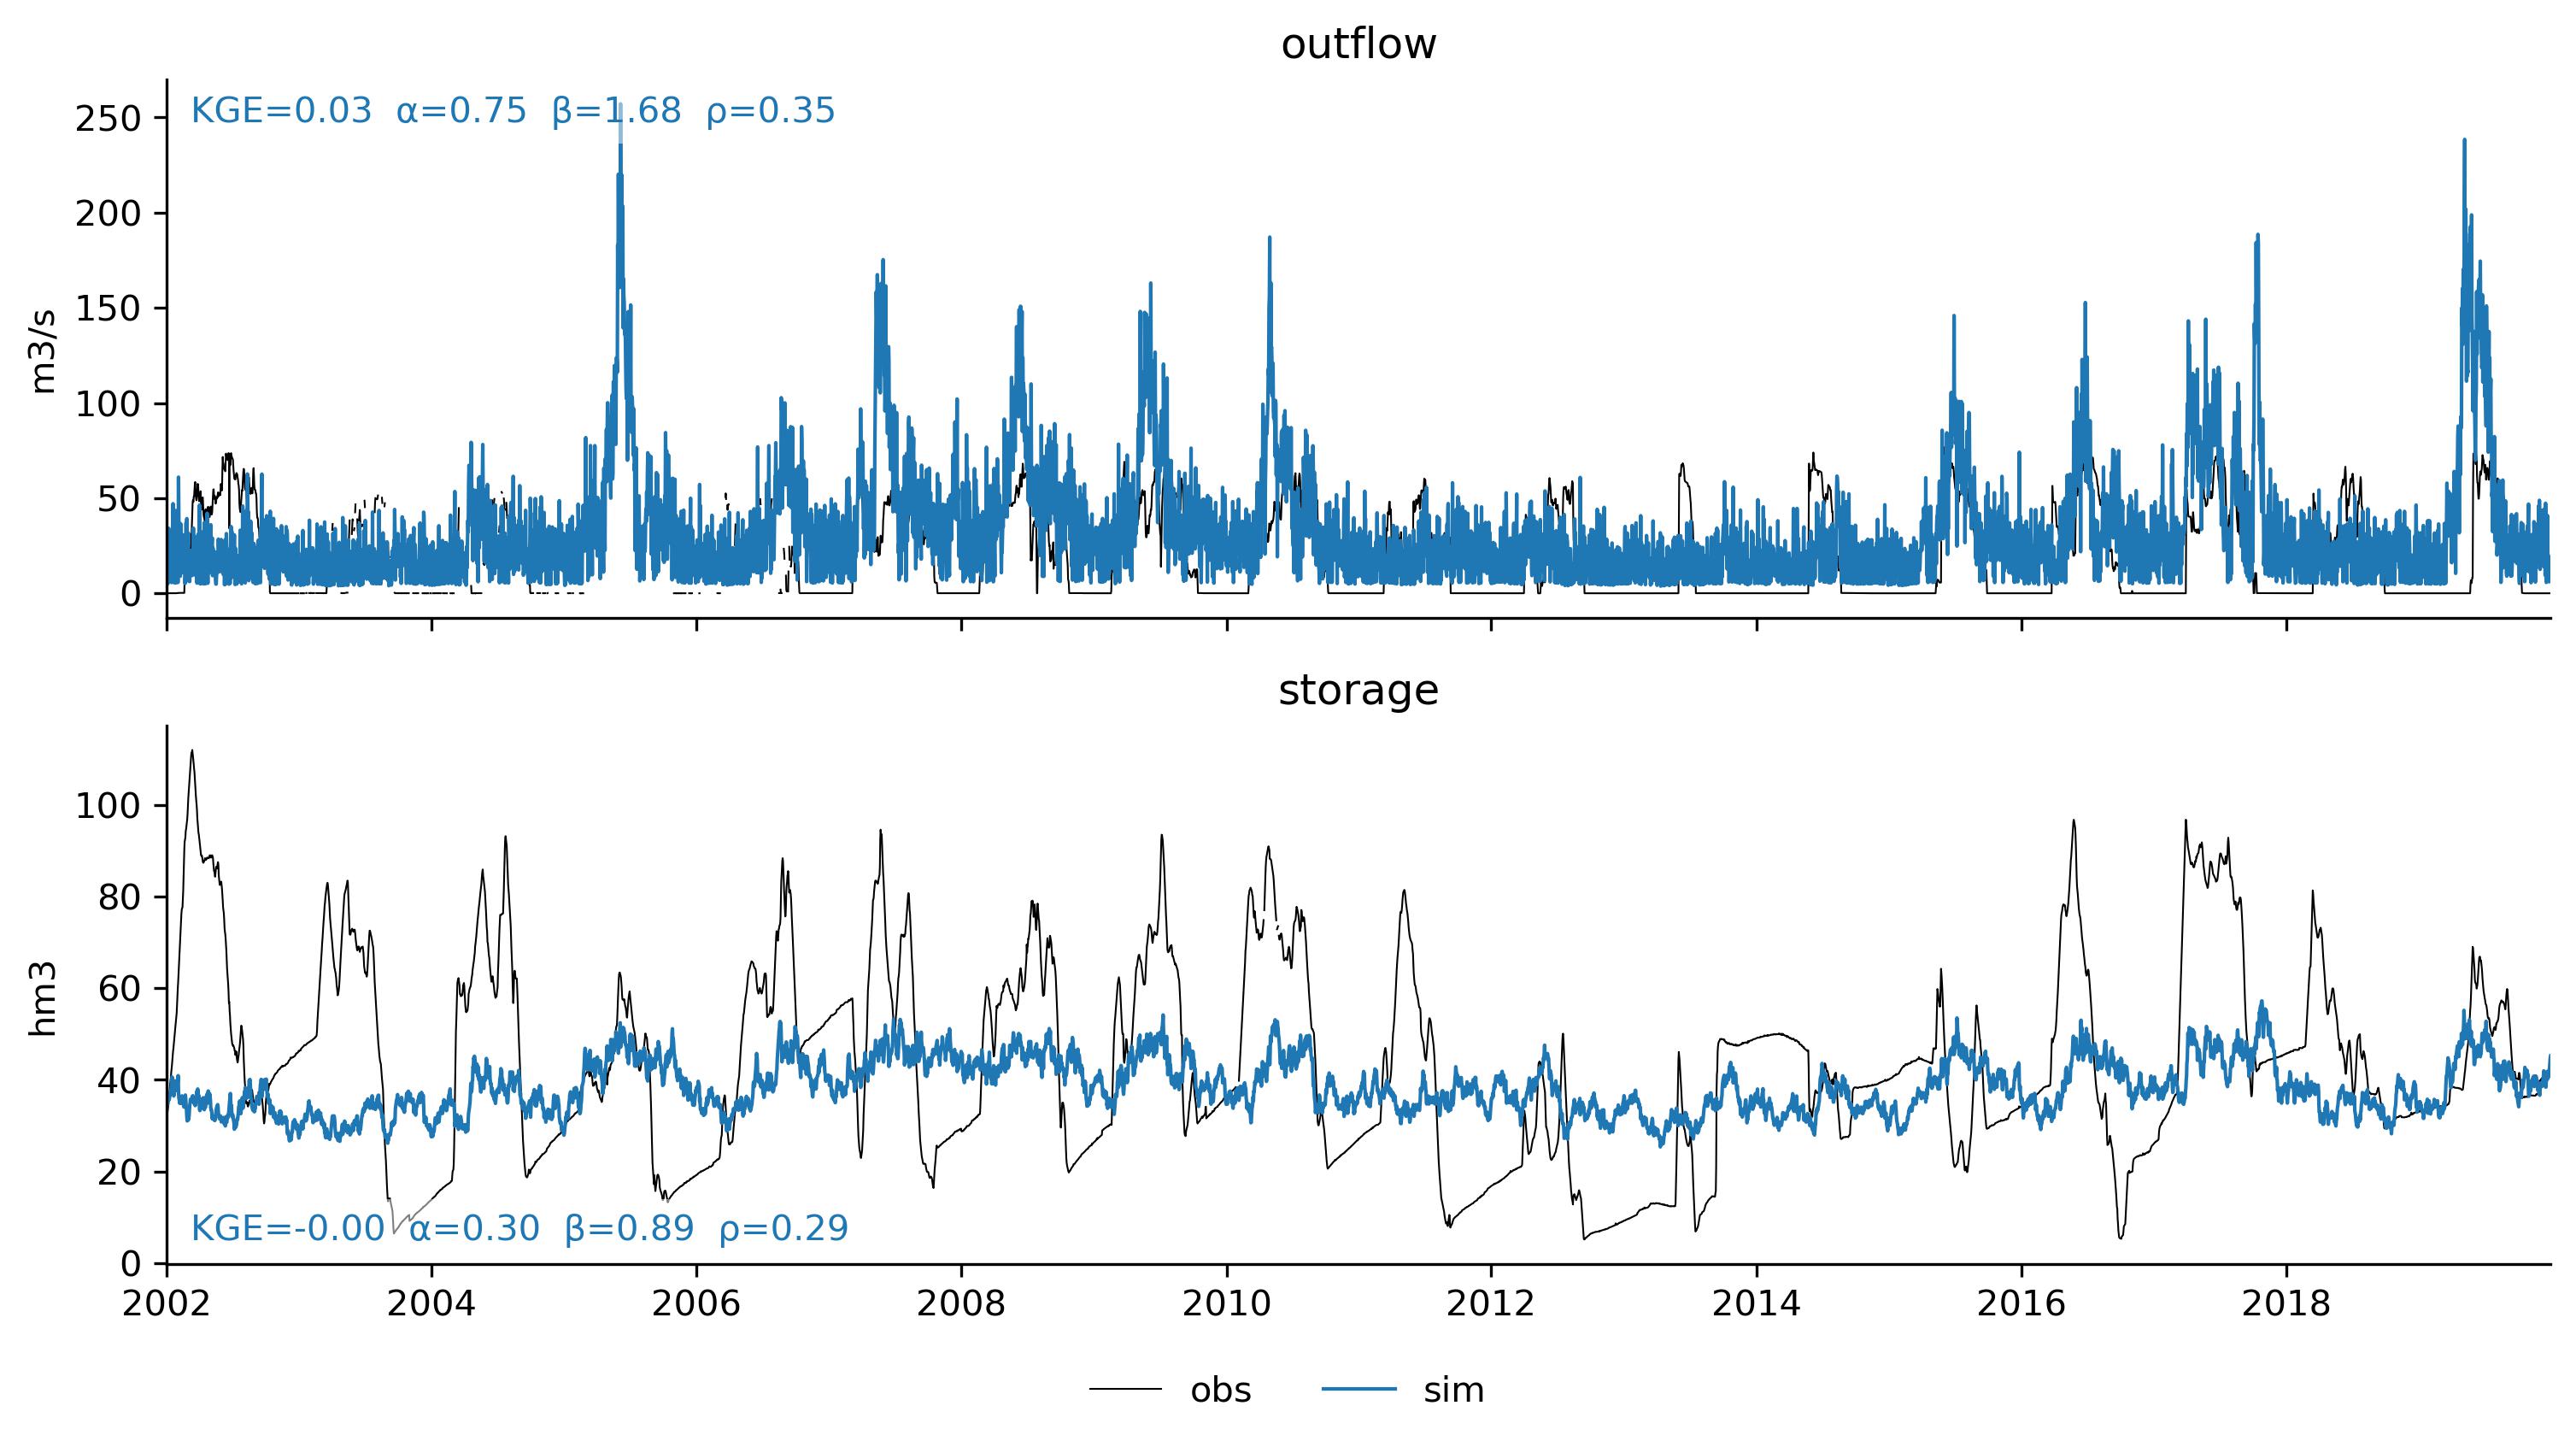 outflow
KGE=0.03 α=0.75 β=1.68 ρ=0.35
250
200
150
100
50
0
m3/s
storage
100
80
60
40
20
0
hm3
KGE=-0.00 α=0.30 β=0.89 ρ=0.29
2002 2004 2006 2008 2010 2012 2014 2016 2018
obs sim